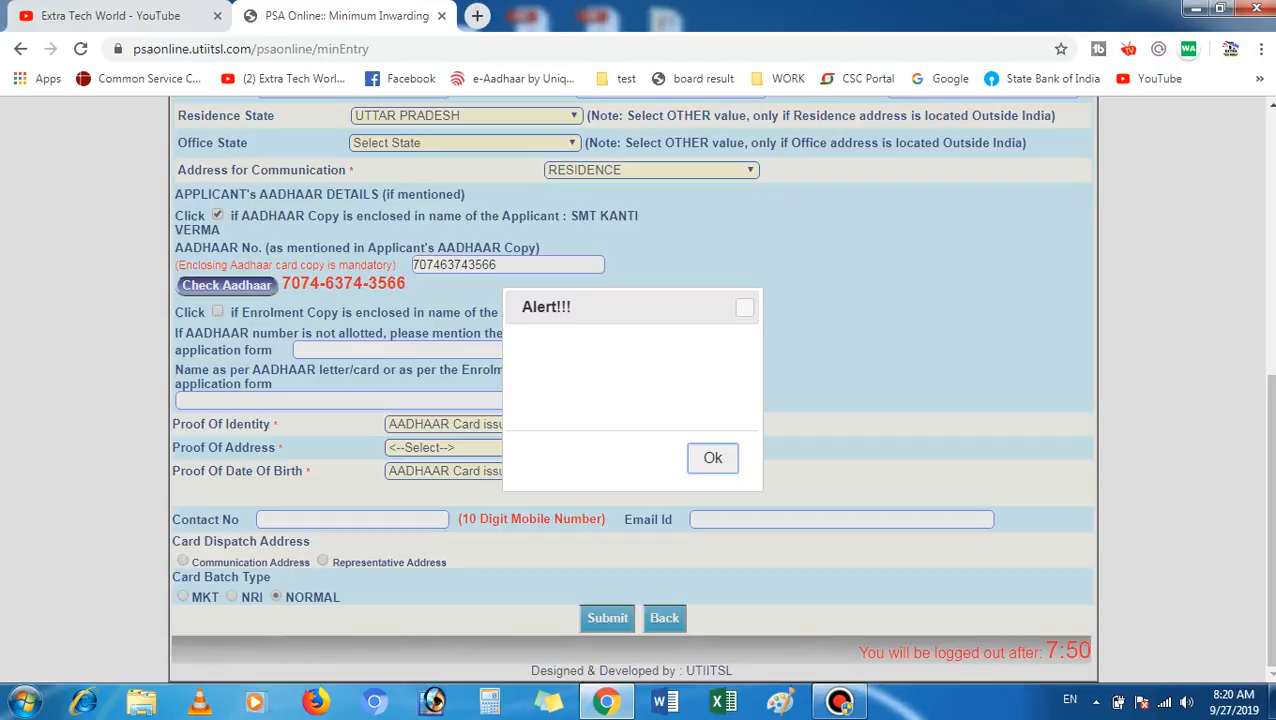 Extra Tech World - YouTube
PSA Online:: Minimum Inwarding
psaonline.utiitsl.com/psaonline/minEntry
Apps Common Service C... (2) Extra Tech Worl... Facebook e-Aadhaar by Uniq... test board result WORK CSC Portal Google State Bank of India YouTube »
Residence State UTTAR PRADESH (Note: Select OTHER value, only if Residence address is located Outside India)
Office State Select State (Note: Select OTHER value, only if Office address is located Outside India)
Address for Communication * RESIDENCE
APPLICANT's AADHAAR DETAILS (if mentioned)
Click if AADHAAR Copy is enclosed in name of the Applicant : SMT KANTI
VERMA
AADHAAR No. (as mentioned in Applicant's AADHAAR Copy)
(Enclosing Aadhaar card copy is mandatory) 707463743566
Check Aadhaar 7074-6374-3566
Alert!!!
Click if Enrolment Copy is enclosed in name of the
If AADHAAR number is not allotted, please mention the
application form
Name as per AADHAAR letter/card or as per the Enrolm
application form
Proof Of Identity * AADHAAR Card issu
Proof Of Address * <--Select-->
Ok
Proof Of Date Of Birth * AADHAAR Card issu
Contact No (10 Digit Mobile Number) Email Id
Card Dispatch Address
Communication Address Representative Address
Card Batch Type
MKT NRI NORMAL
Submit Back
You will be logged out after: 7:50
Designed & Developed by : UTIITSL
EN
8:20 AM
9/27/2019